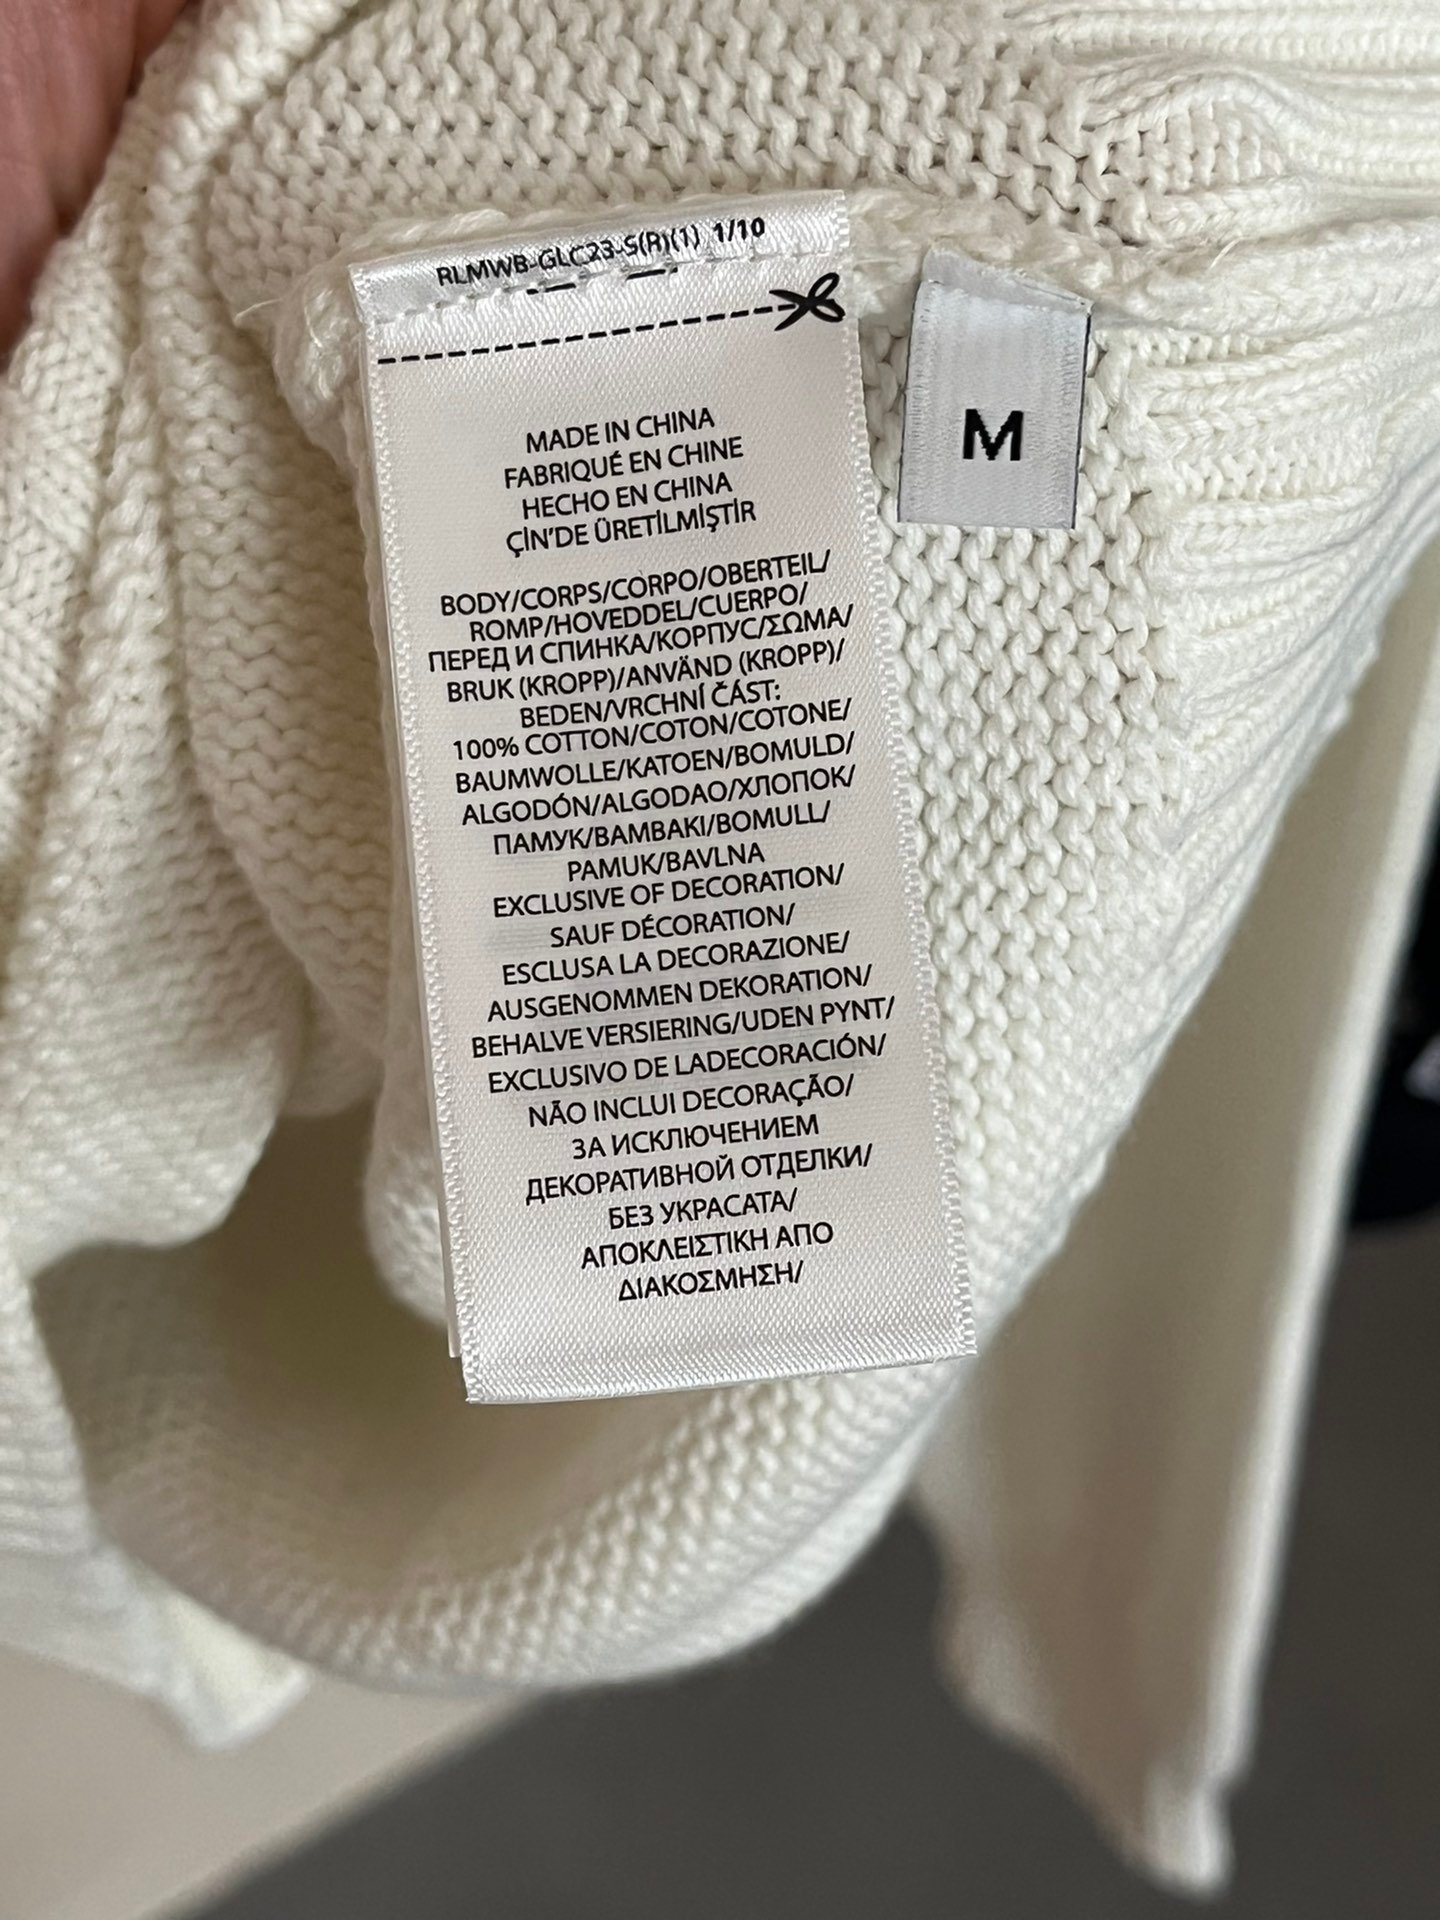 RLMWB-GLC23-S(R)(1) 1/10
M
MADE IN CHINA
FABRIQUÉ EN CHINE
HECHO EN CHINA
ÇİN'DE ÜRETİLMİŞTİR
BODY/CORPS/CORPO/OBERTEIL/
ROMP/HOVEDDEL/CUERPO/
ПЕРЕД И СПИНКА/КОРПУС/ΣΩΜΑ/
BRUK (KROPP)/ANVÄND (KROPP)/
BEDEN/VRCHNÍ ČÁST:
100% COTTON/COTON/COTONE/
BAUMWOLLE/KATOEN/BOMULD/
ALGODÓN/ALGODAO/ХЛОПОК/
ПАМУК/ΒΑΜΒΑΚΙ/BOMULL/
PAMUK/BAVLNA
EXCLUSIVE OF DECORATION/
SAUF DÉCORATION/
ESCLUSA LA DECORAZIONE/
AUSGENOMMEN DEKORATION/
BEHALVE VERSIERING/UDEN PYNT/
EXCLUSIVO DE LADECORACIÓN/
NÃO INCLUI DECORAÇÃO/
ЗА ИСКЛЮЧЕНИЕМ
ДЕКОРАТИВНОЙ ОТДЕЛКИ/
БЕЗ УКРАСАТА/
ΑΠΟΚΛΕΙΣΤΙΚΗ ΑΠΟ
ΔΙΑΚΟΣΜΗΣΗ/